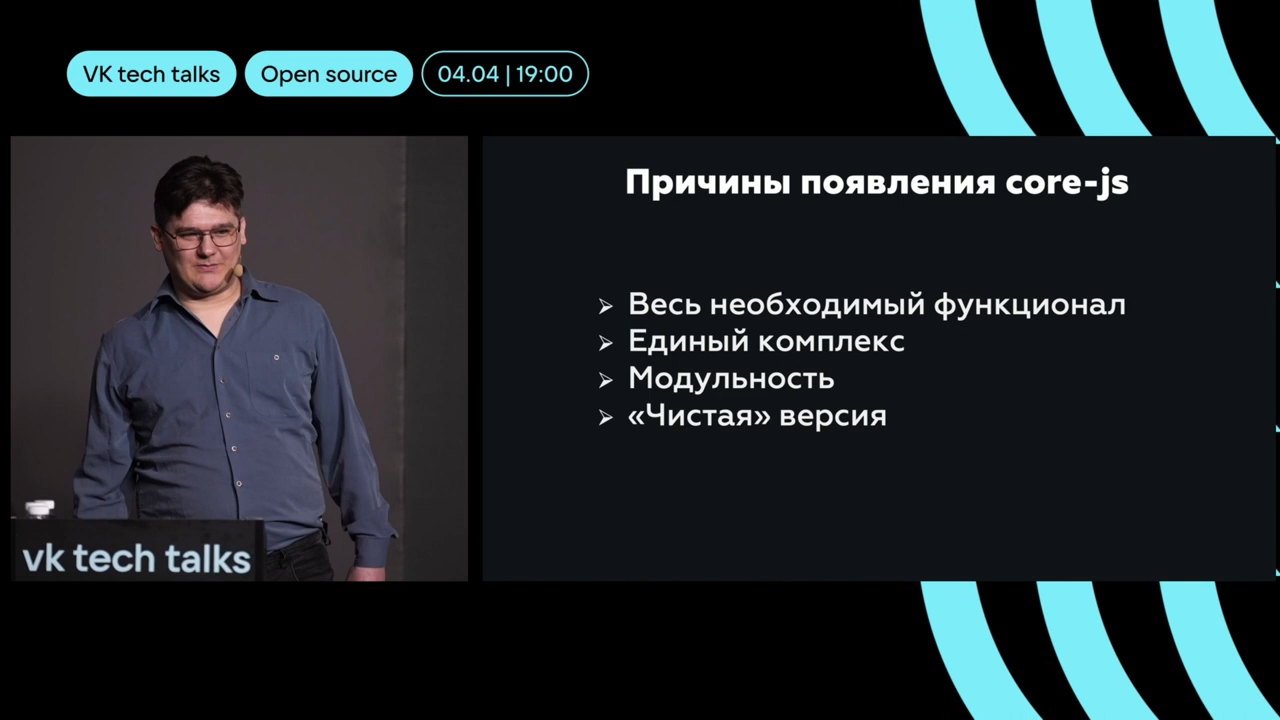 VK tech talks
Open source
04.04 | 19:00
Причины появления core-js
➢ Весь необходимый функционал
➢ Единый комплекс
➢ Модульность
➢ «Чистая» версия
vk tech talks